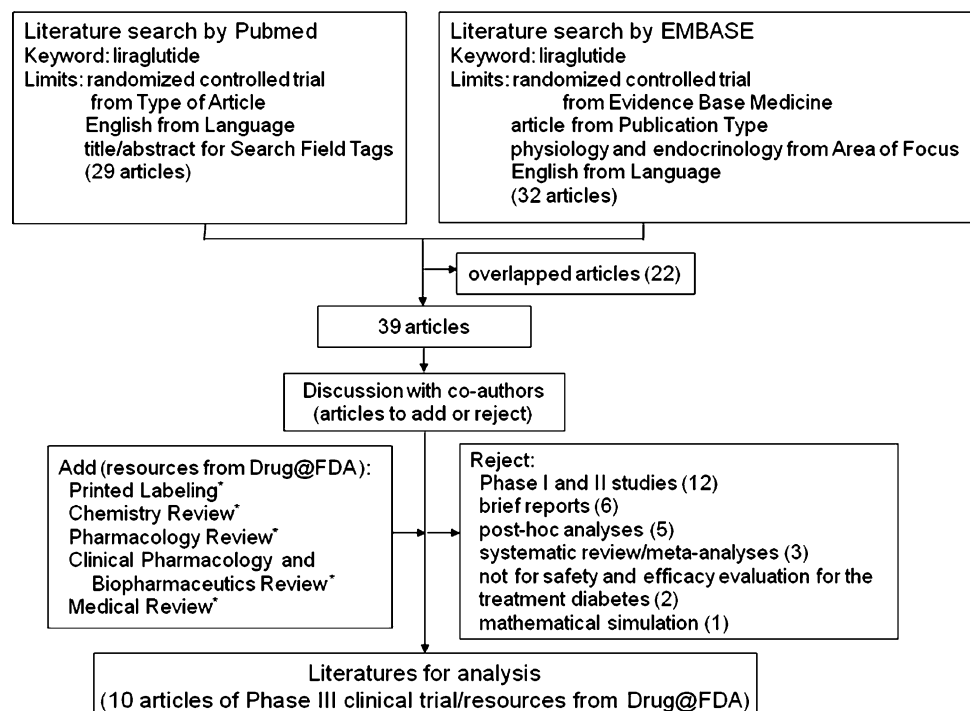 Literature search by Pubmed
Keyword: liraglutide
Limits: randomized controlled trial
from Type of Article
English from Language
title/abstract for Search Field Tags
(29 articles)
Literature search by EMBASE
Keyword: liraglutide
Limits: randomized controlled trial
from Evidence Base Medicine
article from Publication Type
physiology and endocrinology from Area of Focus
English from Language
(32 articles)
overlapped articles (22)
39 articles
Discussion with co-authors
(articles to add or reject)
Add (resources from Drug@FDA):
Printed Labeling*
Chemistry Review*
Pharmacology Review*
Clinical Pharmacology and
Biopharmaceutics Review*
Medical Review*
Reject:
Phase I and II studies (12)
brief reports (6)
post-hoc analyses (5)
systematic review/meta-analyses (3)
not for safety and efficacy evaluation for the
treatment diabetes (2)
mathematical simulation (1)
Literatures for analysis
(10 articles of Phase III clinical trial/resources from Drug@FDA)